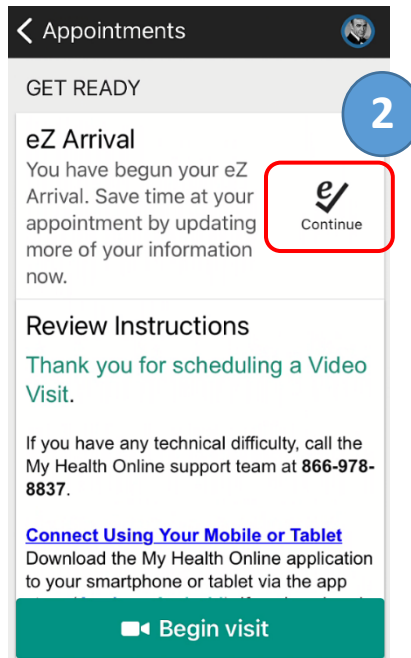 Appointments
GET READY
2
eZ Arrival
You have begun your eZ
Arrival. Save time at your
appointment by updating
more of your information
now.
e
Continue
Review Instructions
Thank you for scheduling a Video
Visit.
If you have any technical difficulty, call the
My Health Online support team at 866-978-
8837.
Connect Using Your Mobile or Tablet
Download the My Health Online application
to your smartphone or tablet via the app
Begin visit